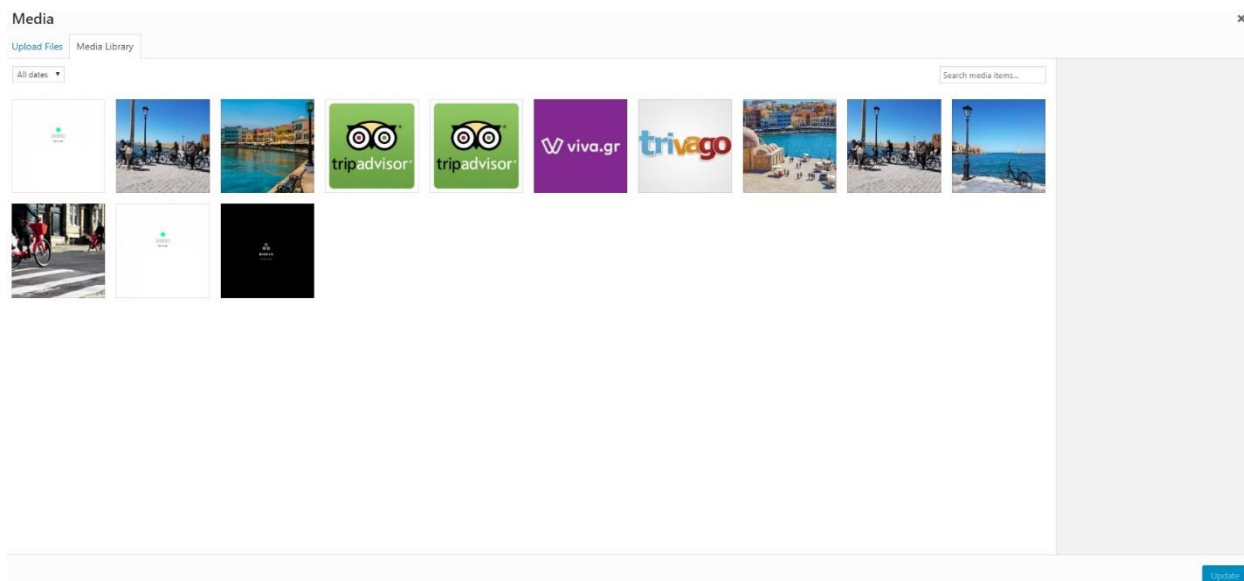 Media
×
Upload Files
Media Library
All dates ▼
Search media items...
tripadvisor®
tripadvisor®
viva.gr
trivago
Update